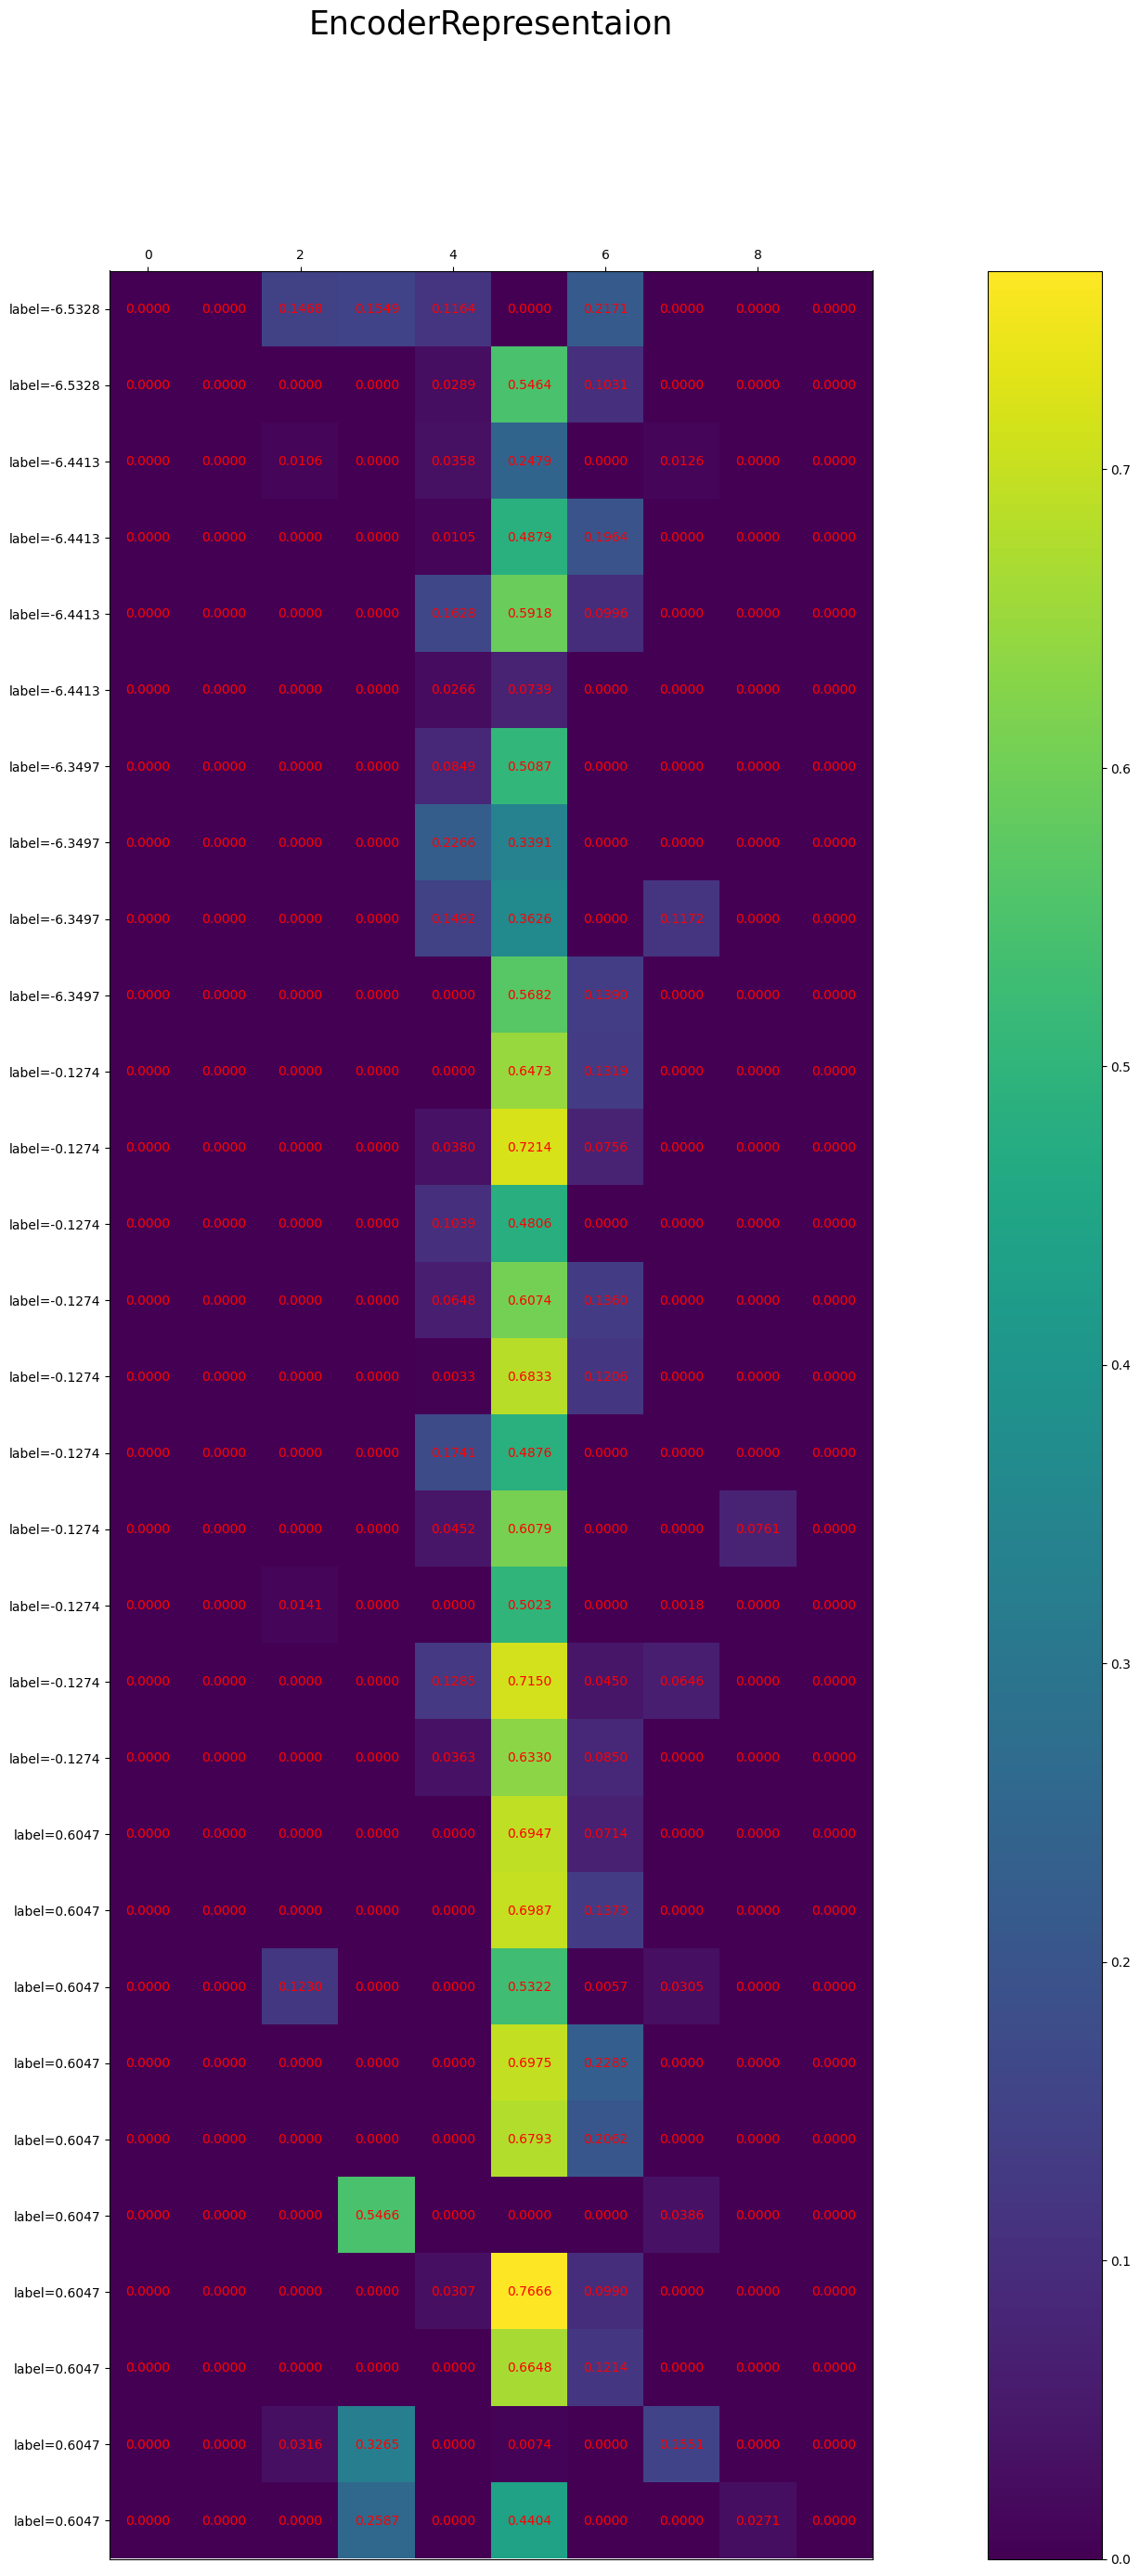 EncoderRepresentaion
0 2 4 6 8
label=-6.5328 0.0000 0.0000 0.1549 0.1164 0.0000 0.2171 0.0000 0.0000 0.0000
label=-6.5328 0.0000 0.0000 0.0000 0.0000 0.0289 0.5464 0.1031 0.0000 0.0000 0.0000
label=-6.4413 0.0000 0.0000 0.0106 0.0000 0.0358 0.2479 0.0000 0.0126 0.0000 0.0000
0.7
label=-6.4413 0.0000 0.0000 0.0000 0.0000 0.0105 0.4879 0.1964 0.0000 0.0000 0.0000
label=-6.4413 0.0000 0.0000 0.0000 0.0000 0.1628 0.5918 0.0996 0.0000 0.0000 0.0000
label=-6.4413 0.0000 0.0000 0.0000 0.0000 0.0266 0.0739 0.0000 0.0000 0.0000 0.0000
label=-6.3497 0.0000 0.0000 0.0000 0.0000 0.0849 0.5087 0.0000 0.0000 0.0000 0.0000
0.6
label=-6.3497 0.0000 0.0000 0.0000 0.0000 0.2266 0.3391 0.0000 0.0000 0.0000 0.0000
label=-6.3497 0.0000 0.0000 0.0000 0.0000 0.1492 0.3626 0.0000 0.1172 0.0000 0.0000
label=-6.3497 0.0000 0.0000 0.0000 0.0000 0.0000 0.5682 0.0000 0.0000 0.0000
0.5
label=-0.1274 0.0000 0.0000 0.0000 0.0000 0.0000 0.6473 0.0000 0.0000 0.0000
label=-0.1274 0.0000 0.0000 0.0000 0.0000 0.0380 0.7214 0.0756 0.0000 0.0000 0.0000
label=-0.1274 0.0000 0.0000 0.0000 0.0000 0.1039 0.4806 0.0000 0.0000 0.0000 0.0000
label=-0.1274 0.0000 0.0000 0.0000 0.0000 0.0648 0.6074 0.0000 0.0000 0.0000
0.4
label=-0.1274 0.0000 0.0000 0.0000 0.0000 0.0033 0.6833 0.0000 0.0000 0.0000
label=-0.1274 0.0000 0.0000 0.0000 0.0000 0.1741 0.4876 0.0000 0.0000 0.0000 0.0000
label=-0.1274 0.0000 0.0000 0.0000 0.0000 0.0452 0.6079 0.0000 0.0000 0.0761 0.0000
label=-0.1274 0.0000 0.0000 0.0141 0.0000 0.0000 0.5023 0.0000 0.0018 0.0000 0.0000
0.3
label=-0.1274 0.0000 0.0000 0.0000 0.0000 0.1285 0.7150 0.0450 0.0646 0.0000 0.0000
label=-0.1274 0.0000 0.0000 0.0000 0.0000 0.0363 0.6330 0.0850 0.0000 0.0000 0.0000
label=0.6047 0.0000 0.0000 0.0000 0.0000 0.0000 0.6947 0.0714 0.0000 0.0000 0.0000
label=0.6047 0.0000 0.0000 0.0000 0.0000 0.0000 0.6987 0.1373 0.0000 0.0000 0.0000
0.2
label=0.6047 0.0000 0.0000 0.1230 0.0000 0.0000 0.5322 0.0057 0.0305 0.0000 0.0000
label=0.6047 0.0000 0.0000 0.0000 0.0000 0.0000 0.6975 0.2285 0.0000 0.0000 0.0000
label=0.6047 0.0000 0.0000 0.0000 0.0000 0.0000 0.6793 0.2062 0.0000 0.0000 0.0000
label=0.6047 0.0000 0.0000 0.0000 0.5466 0.0000 0.0000 0.0000 0.0386 0.0000 0.0000
0.1
label=0.6047 0.0000 0.0000 0.0000 0.0000 0.0307 0.7666 0.0990 0.0000 0.0000 0.0000
label=0.6047 0.0000 0.0000 0.0000 0.0000 0.0000 0.6648 0.1214 0.0000 0.0000 0.0000
label=0.6047 0.0000 0.0000 0.0316 0.3265 0.0000 0.0074 0.0000 0.1551 0.0000 0.0000
label=0.6047 0.0000 0.0000 0.0000 0.2587 0.0000 0.4404 0.0000 0.0000 0.0271 0.0000
0.0